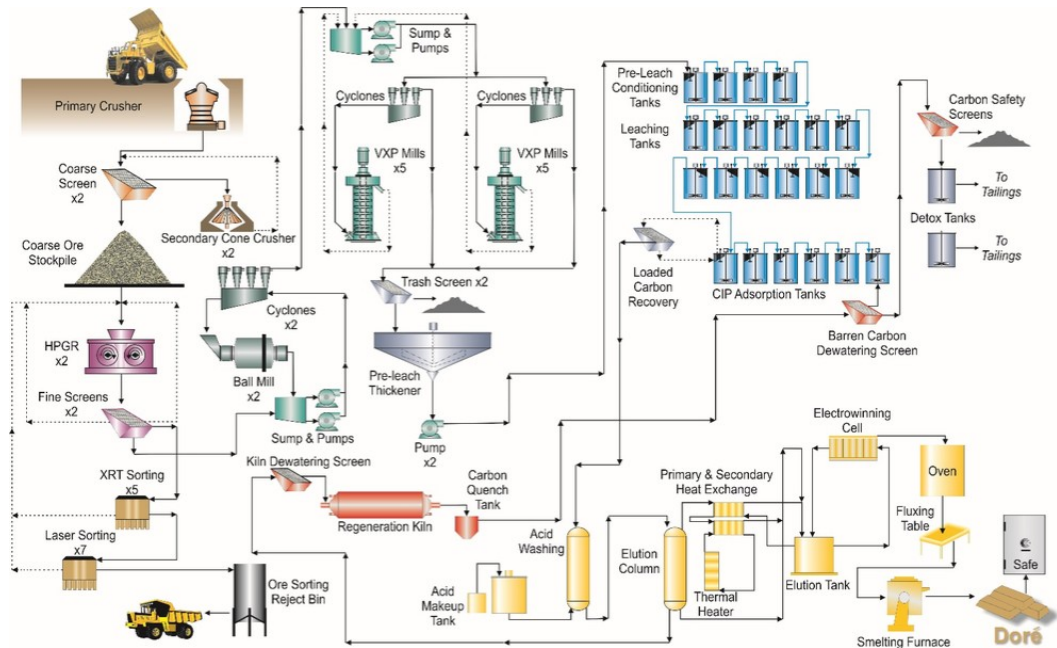 Primary Crusher
Coarse
Screen
x2
Secondary Cone Crusher
x2
Coarse Ore
Stockpile
HPGR
x2
Fine Screens
x2
XRT Sorting
x5
Laser Sorting
x7
Ore Sorting
Reject Bin
Cyclones
x2
Ball Mill
x2
Sump & Pumps
Sump &
Pumps
Cyclones
Cyclones
VXP Mills
x5
VXP Mills
x5
Trash Screen x2
Pre-leach
Thickener
Pump
x2
Pre-Leach
Conditioning
Tanks
Leaching
Tanks
Loaded
Carbon
Recovery
CIP Adsorption Tanks
Barren Carbon
Dewatering Screen
Carbon Safety
Screens
To
Tailings
Detox Tanks
To
Tailings
Kiln Dewatering Screen
Regeneration Kiln
Carbon
Quench
Tank
Acid
Washing
Acid
Makeup
Tank
Elution
Column
Primary & Secondary
Heat Exchange
Thermal
Heater
Elution Tank
Electrowinning
Cell
Oven
Fluxing
Table
Safe
Smelting Furnace
Doré